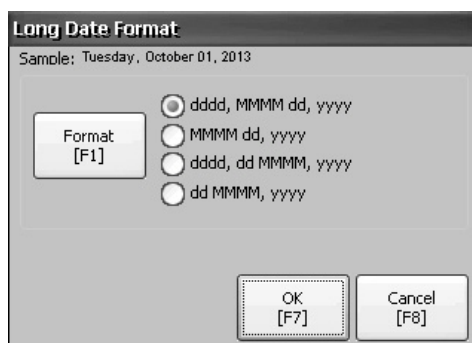 Long Date Format
Sample: Tuesday, October 01, 2013
Format
[F1]
dddd, MMMM dd, yyyy
MMMM dd, yyyy
dddd, dd MMMM, yyyy
dd MMMM, yyyy
OK
[F7]
Cancel
[F8]